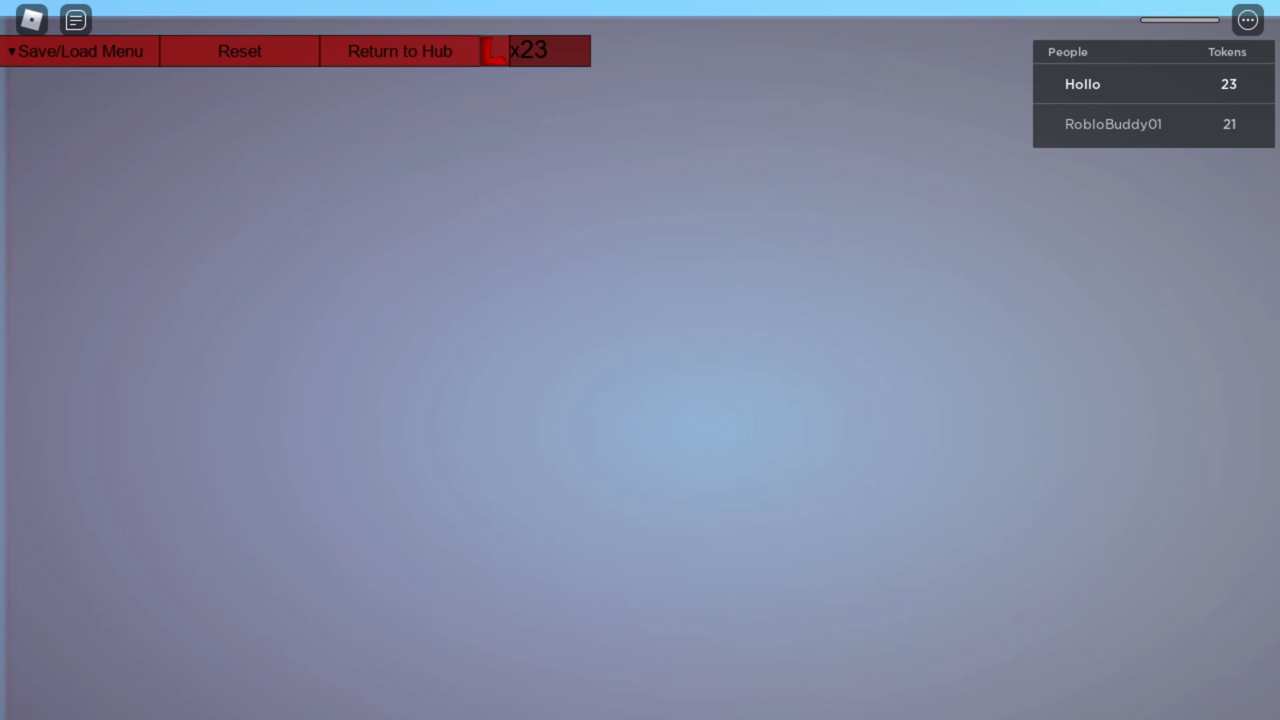 ▾Save/Load Menu Reset Return to Hub L x23
People Tokens
Hollo 23
RobloBuddy01 21